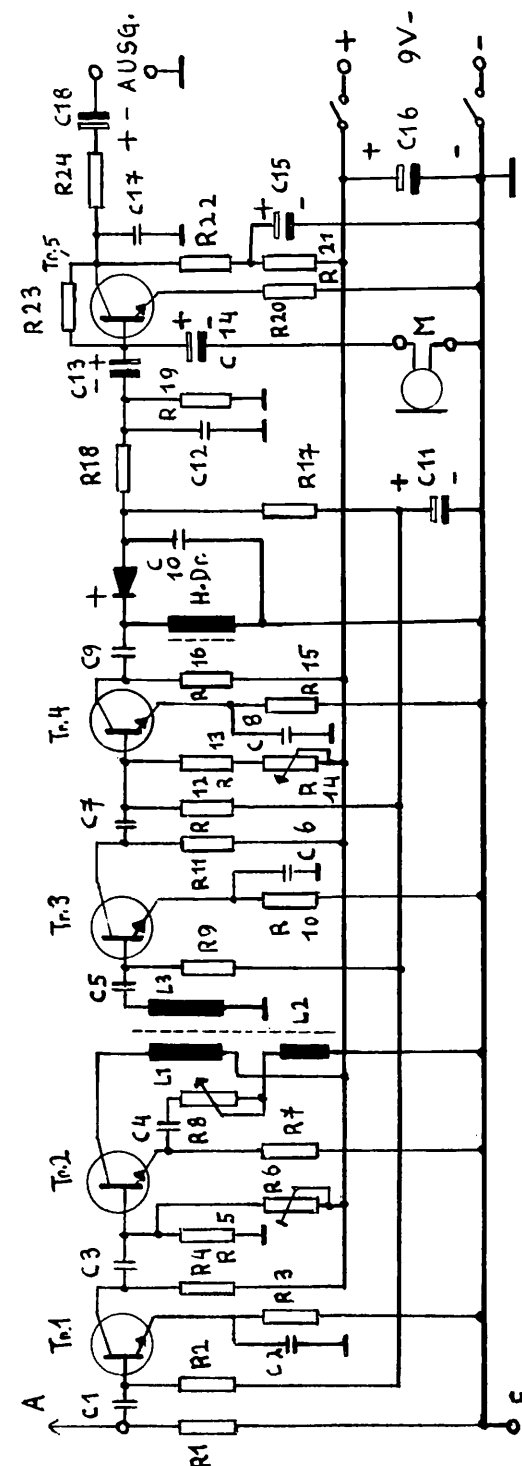 A
C1
R1
R2
Tr.1
C2
R3
R4
C3
R5
R6
Tr.2
C4
R8
R7
L1
L2
L3
C5
R9
Tr.3
R10
C6
R11
C7
R12
R13
R14
Tr.4
C8
R15
R16
C9
+
H.Dr.
C10
R17
C11
+
-
R18
C12
R19
C13
- +
C14
+
-
M
R23
Tr.5
R20
R21
R22
C15
+
-
C17
R24
C18
+ -
AUSG.
+
9V-
-
C16
+
-